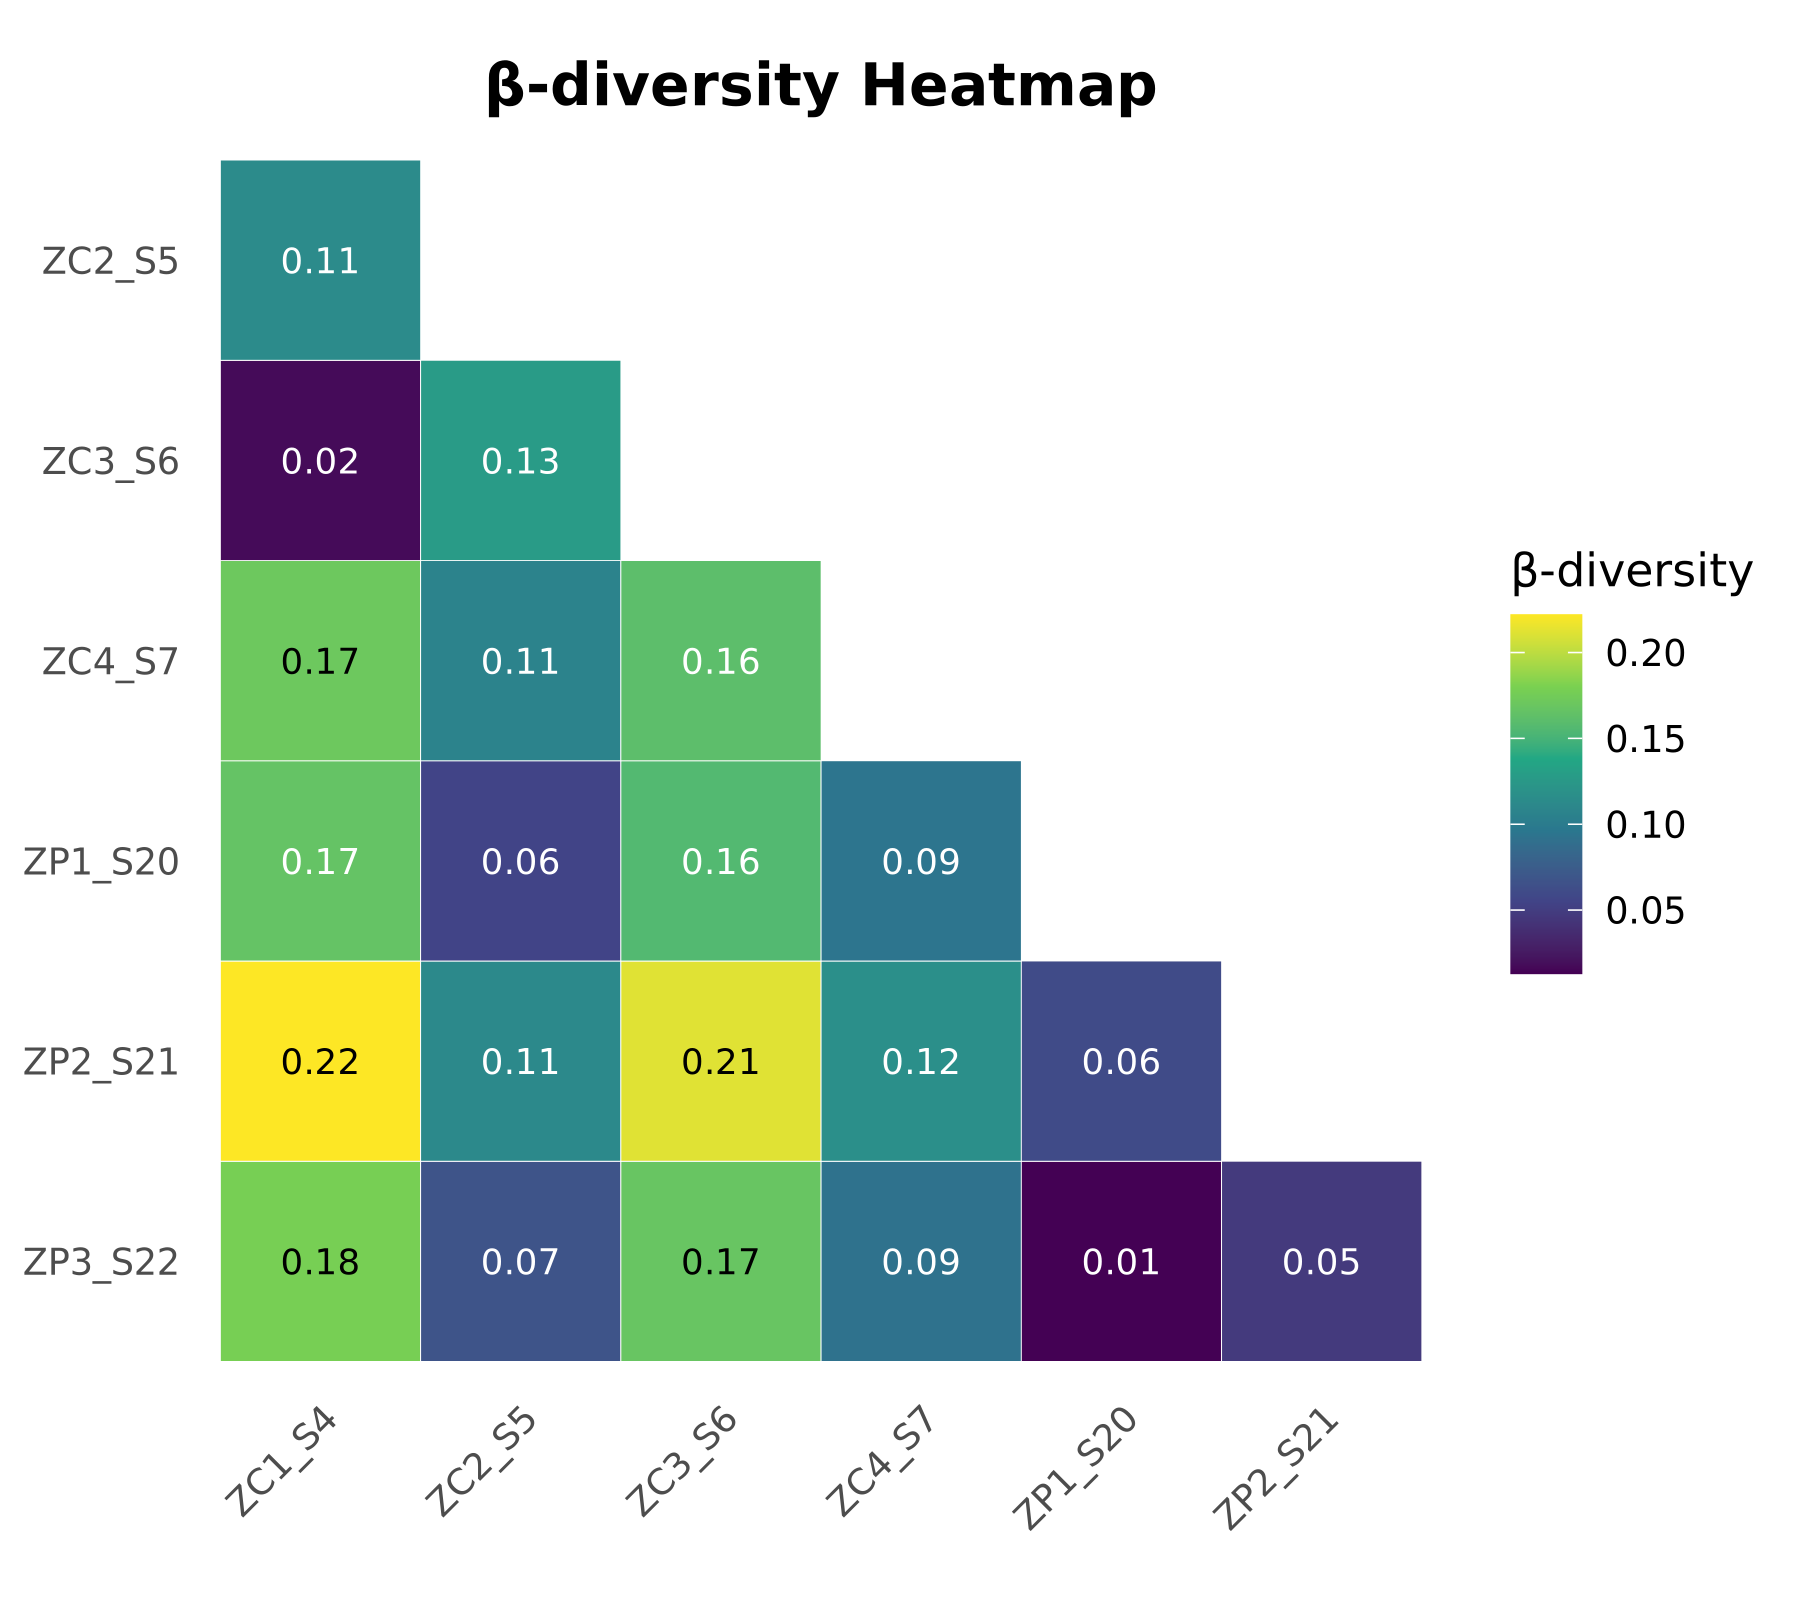 β-diversity Heatmap
ZC2_S5 0.11
ZC3_S6 0.02 0.13
ZC4_S7 0.17 0.11 0.16
ZP1_S20 0.17 0.06 0.16 0.09
ZP2_S21 0.22 0.11 0.21 0.12 0.06
ZP3_S22 0.18 0.07 0.17 0.09 0.01 0.05
ZC1_S4 ZC2_S5 ZC3_S6 ZC4_S7 ZP1_S20 ZP2_S21
β-diversity
0.20
0.15
0.10
0.05